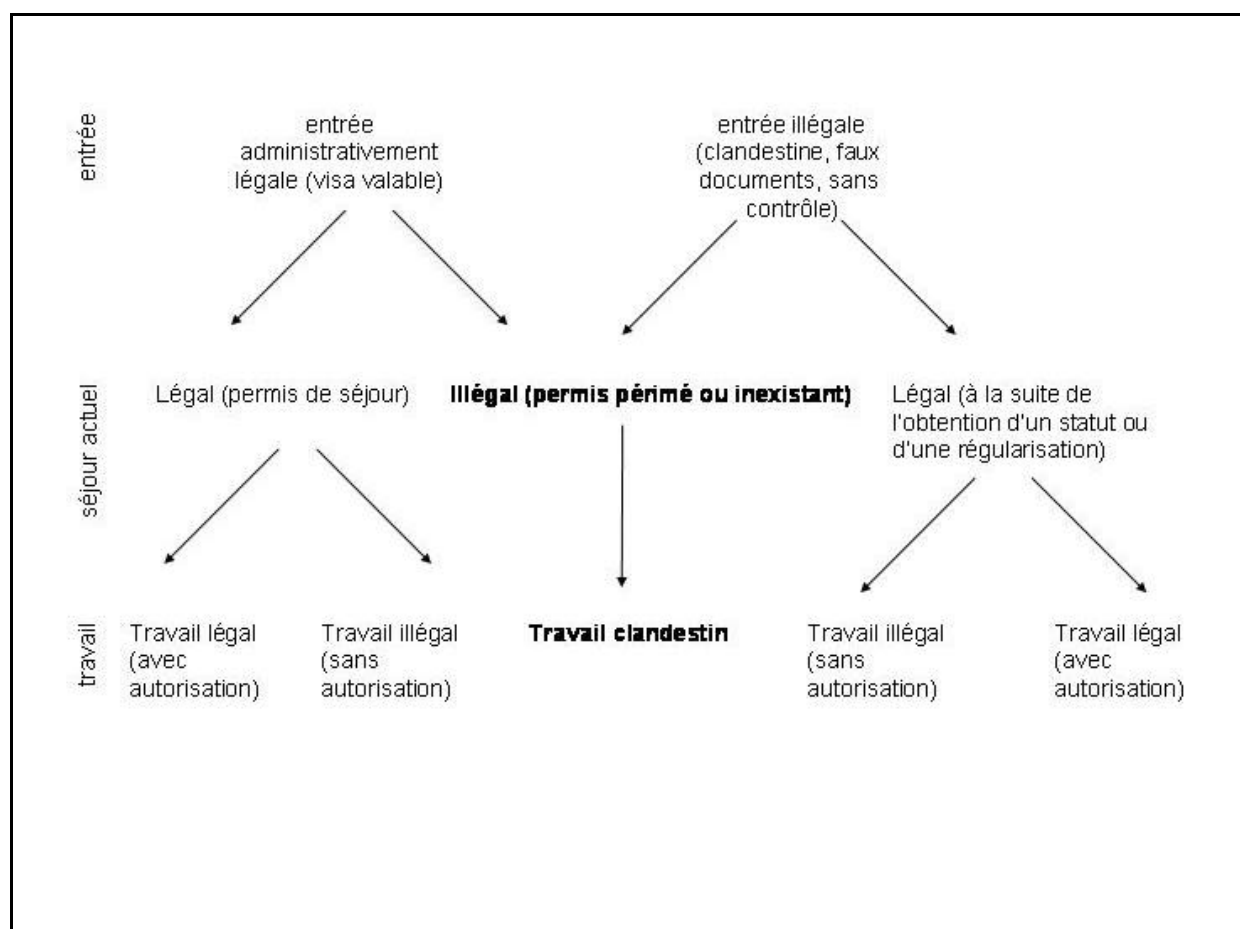 entrée
entrée
administrativement
légale (visa valable)
entrée illégale
(clandestine, faux
documents, sans
contrôle)
séjour actuel
Légal (permis de séjour)
Illégal (permis périmé ou inexistant)
Légal (à la suite de
l'obtention d'un statut ou
d'une régularisation)
travail
Travail légal
(avec
autorisation)
Travail illégal
(sans
autorisation)
Travail clandestin
Travail illégal
(sans
autorisation)
Travail légal
(avec
autorisation)